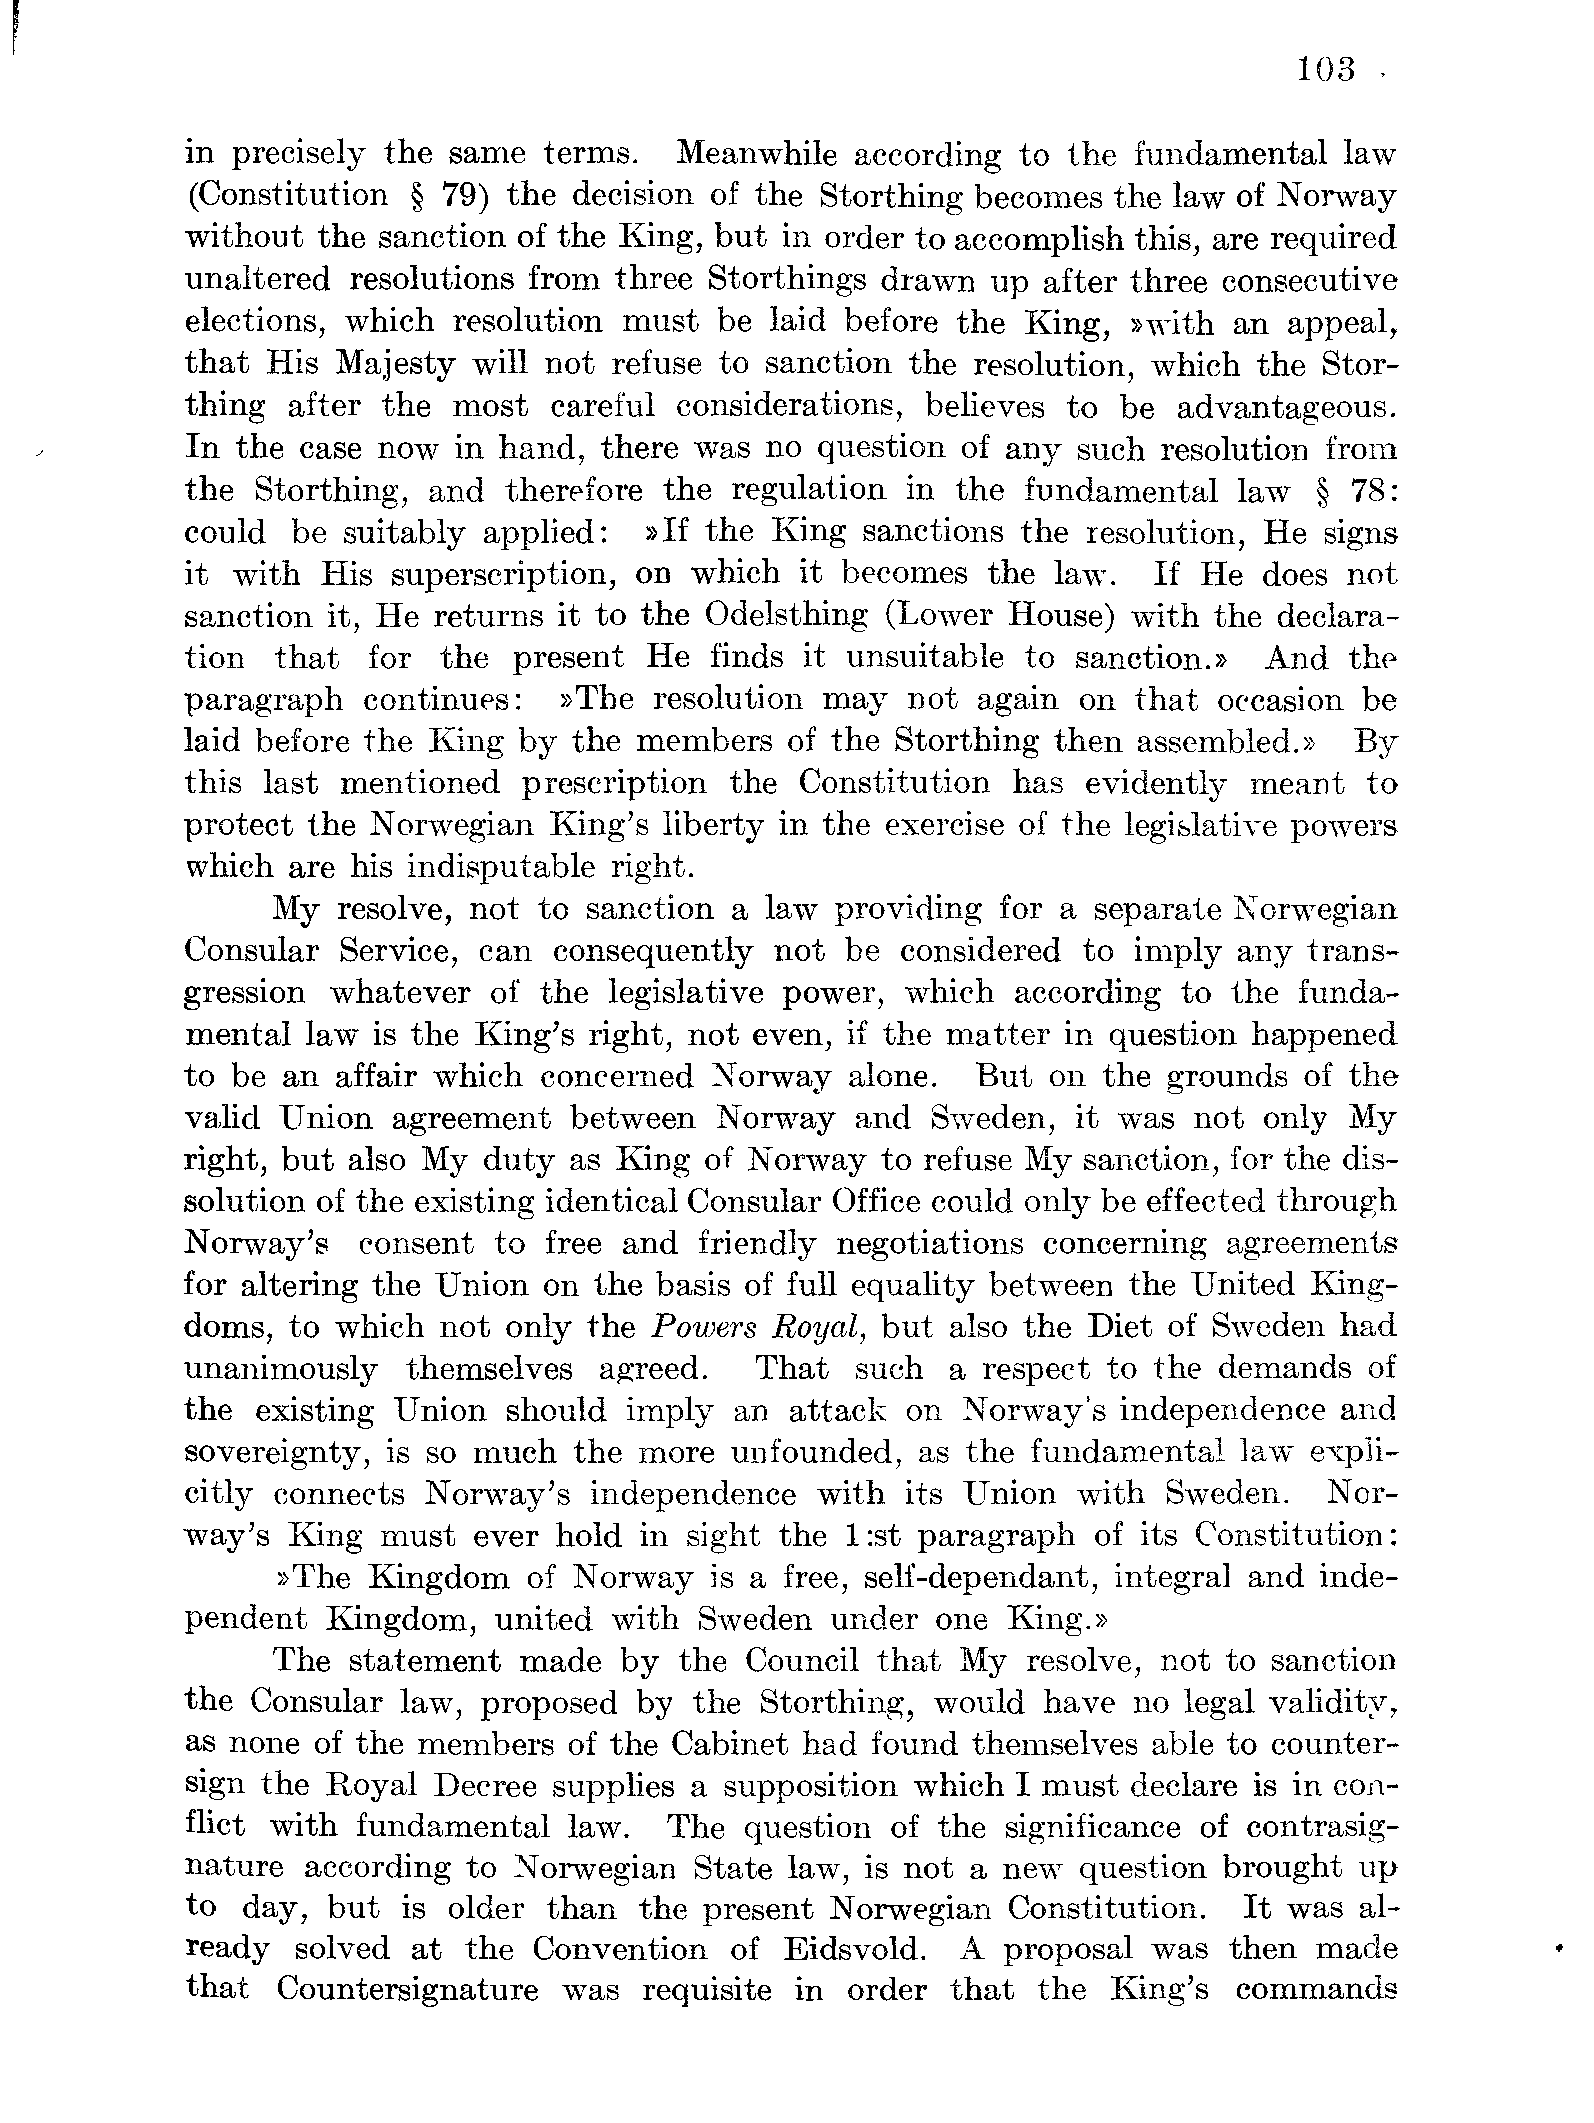 103
in precisely the same terms. Meanwhile according to the fundamental law
(Constitution § 79) the decision of the Storthing becomes the law of Norway
without the sanction of the King, but in order to accomplish this, are required
unaltered resolutions from three Storthings drawn up after three consecutive
elections, which resolution must be laid before the King, »with an appeal,
that His Majesty will not refuse to sanction the resolution, which the Stor-
thing after the most careful considerations, believes to be advantageous.
In the case now in hand, there was no question of any such resolution from
the Storthing, and therefore the regulation in the fundamental law § 78:
could be suitably applied: »If the King sanctions the resolution, He signs
it with His superscription, on which it becomes the law. If He does not
sanction it, He returns it to the Odelsthing (Lower House) with the declara-
tion that for the present He finds it unsuitable to sanction.» And the
paragraph continues: »The resolution may not again on that occasion be
laid before the King by the members of the Storthing then assembled.» By
this last mentioned prescription the Constitution has evidently meant to
protect the Norwegian King's liberty in the exercise of the legislative powers
which are his indisputable right.
My resolve, not to sanction a law providing for a separate Norwegian
Consular Service, can consequently not be considered to imply any trans-
gression whatever of the legislative power, which according to the funda-
mental law is the King's right, not even, if the matter in question happened
to be an affair which concerned Norway alone. But on the grounds of the
valid Union agreement between Norway and Sweden, it was not only My
right, but also My duty as King of Norway to refuse My sanction, for the dis-
solution of the existing identical Consular Office could only be effected through
Norway's consent to free and friendly negotiations concerning agreements
for altering the Union on the basis of full equality between the United King-
doms, to which not only the Powers Royal, but also the Diet of Sweden had
unanimously themselves agreed. That such a respect to the demands of
the existing Union should imply an attack on Norway's independence and
sovereignty, is so much the more unfounded, as the fundamental law expli-
citly connects Norway's independence with its Union with Sweden. Nor-
way's King must ever hold in sight the 1:st paragraph of its Constitution:
»The Kingdom of Norway is a free, self-dependant, integral and inde-
pendent Kingdom, united with Sweden under one King.»
The statement made by the Council that My resolve, not to sanction
the Consular law, proposed by the Storthing, would have no legal validity,
as none of the members of the Cabinet had found themselves able to counter-
sign the Royal Decree supplies a supposition which I must declare is in con-
flict with fundamental law. The question of the significance of contrasig-
nature according to Norwegian State law, is not a new question brought up
to day, but is older than the present Norwegian Constitution. It was al-
ready solved at the Convention of Eidsvold. A proposal was then made
that Countersignature was requisite in order that the King's commands